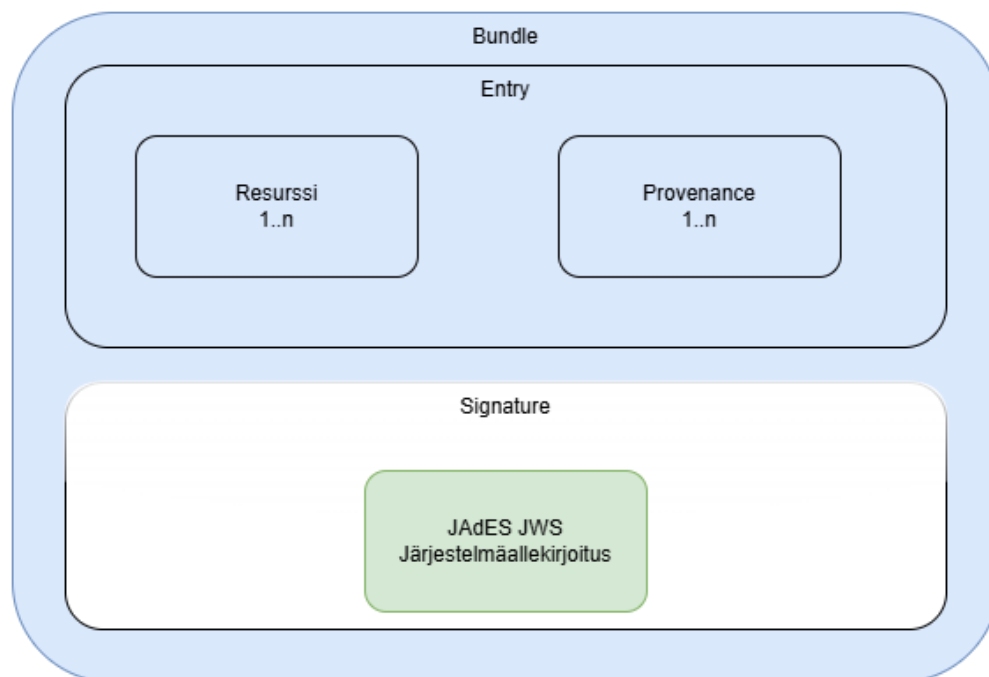 Bundle
Entry
Resurssi
1..n
Provenance
1..n
Signature
JAdES JWS
Järjestelmäallekirjoitus